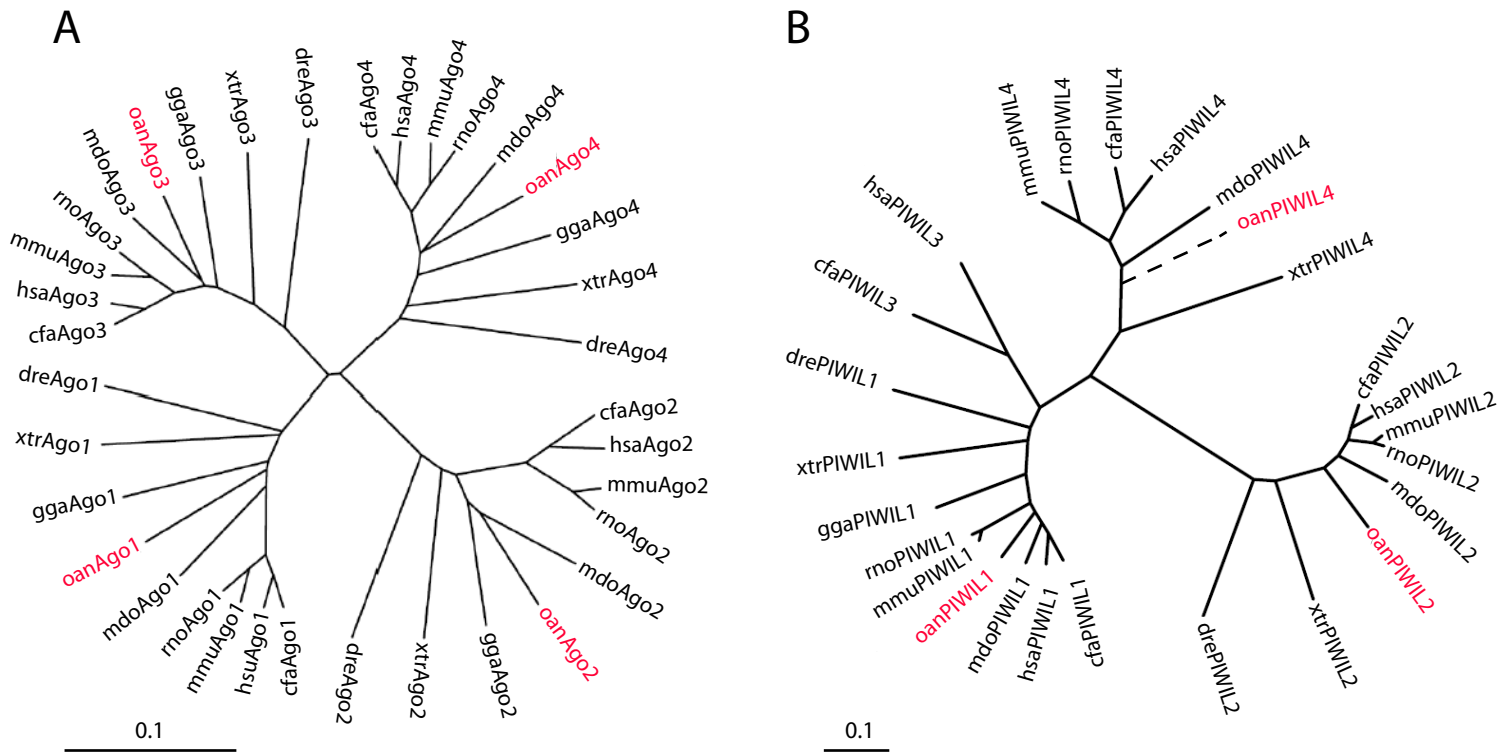 A
dreAgo3
xtrAgo3
ggaAgo3
oanAgo3
mdoAgo3
rnoAgo3
mmuAgo3
hsaAgo3
cfaAgo3
cfaAgo4
hsaAgo4
mmuAgo4
rnoAgo4
mdoAgo4
oanAgo4
ggaAgo4
xtrAgo4
dreAgo4
dreAgo1
xtrAgo1
ggaAgo1
oanAgo1
mdoAgo1
rnoAgo1
mmuAgo1
hsuAgo1
cfaAgo1
cfaAgo2
hsaAgo2
mmuAgo2
rnoAgo2
mdoAgo2
oanAgo2
ggaAgo2
xtrAgo2
dreAgo2
0.1
B
mmuPIWIL4
rnoPIWIL4
cfaPIWIL4
hsaPIWIL4
mdoPIWIL4
oanPIWIL4
xtrPIWIL4
hsaPIWIL3
cfaPIWIL3
drePIWIL1
xtrPIWIL1
ggaPIWIL1
rnoPIWIL1
mmuPIWIL1
oanPIWIL1
mdoPIWIL1
hsaPIWIL1
cfaPIWIL1
cfaPIWIL2
hsaPIWIL2
mmuPIWIL2
rnoPIWIL2
mdoPIWIL2
oanPIWIL2
xtrPIWIL2
drePIWIL2
0.1